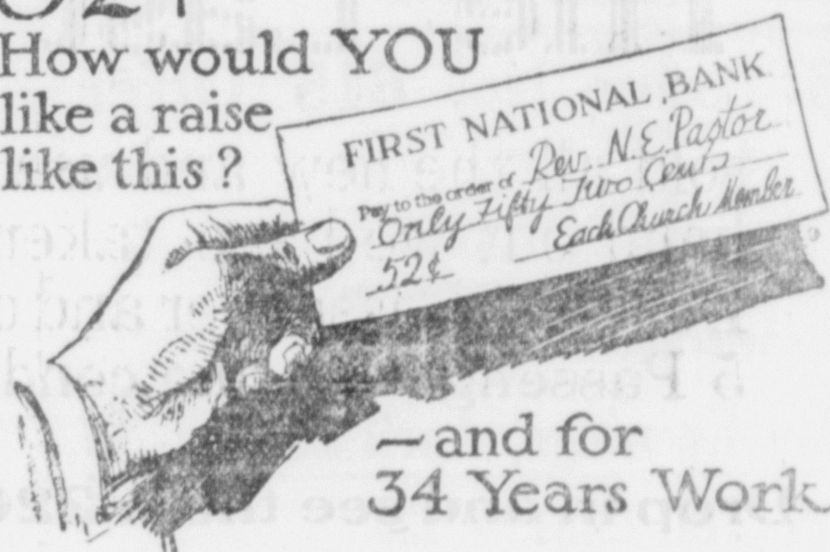 52¢
How would YOU
like a raise
like this?
FIRST NATIONAL BANK
Pay to the order of Rev. N. E. Pastor
Only Fifty Two Cents
52¢ Each Church Member
—and for
34 Years Work